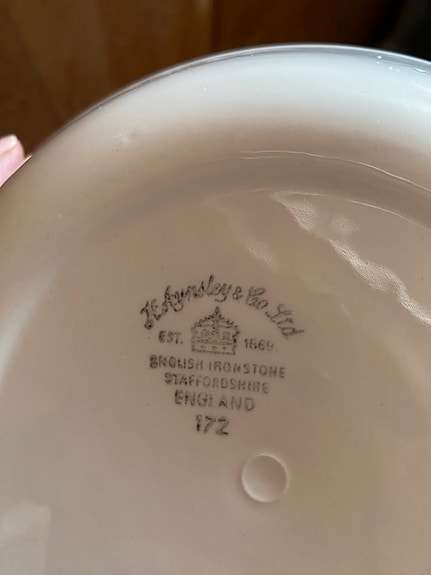 H. Aynsley & Co Ltd
EST. 1869.
ENGLISH IRONSTONE
STAFFORDSHIRE
ENGLAND
172